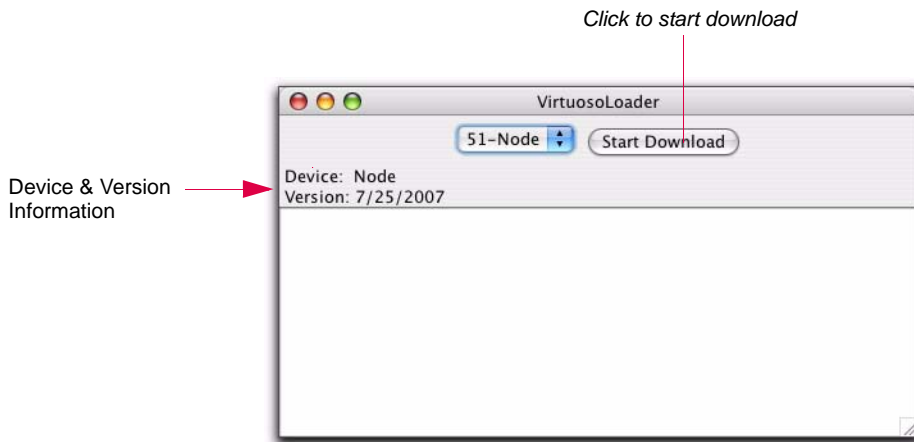 Click to start download
VirtuosoLoader
51-Node
Start Download
Device: Node
Version: 7/25/2007
Device & Version
Information